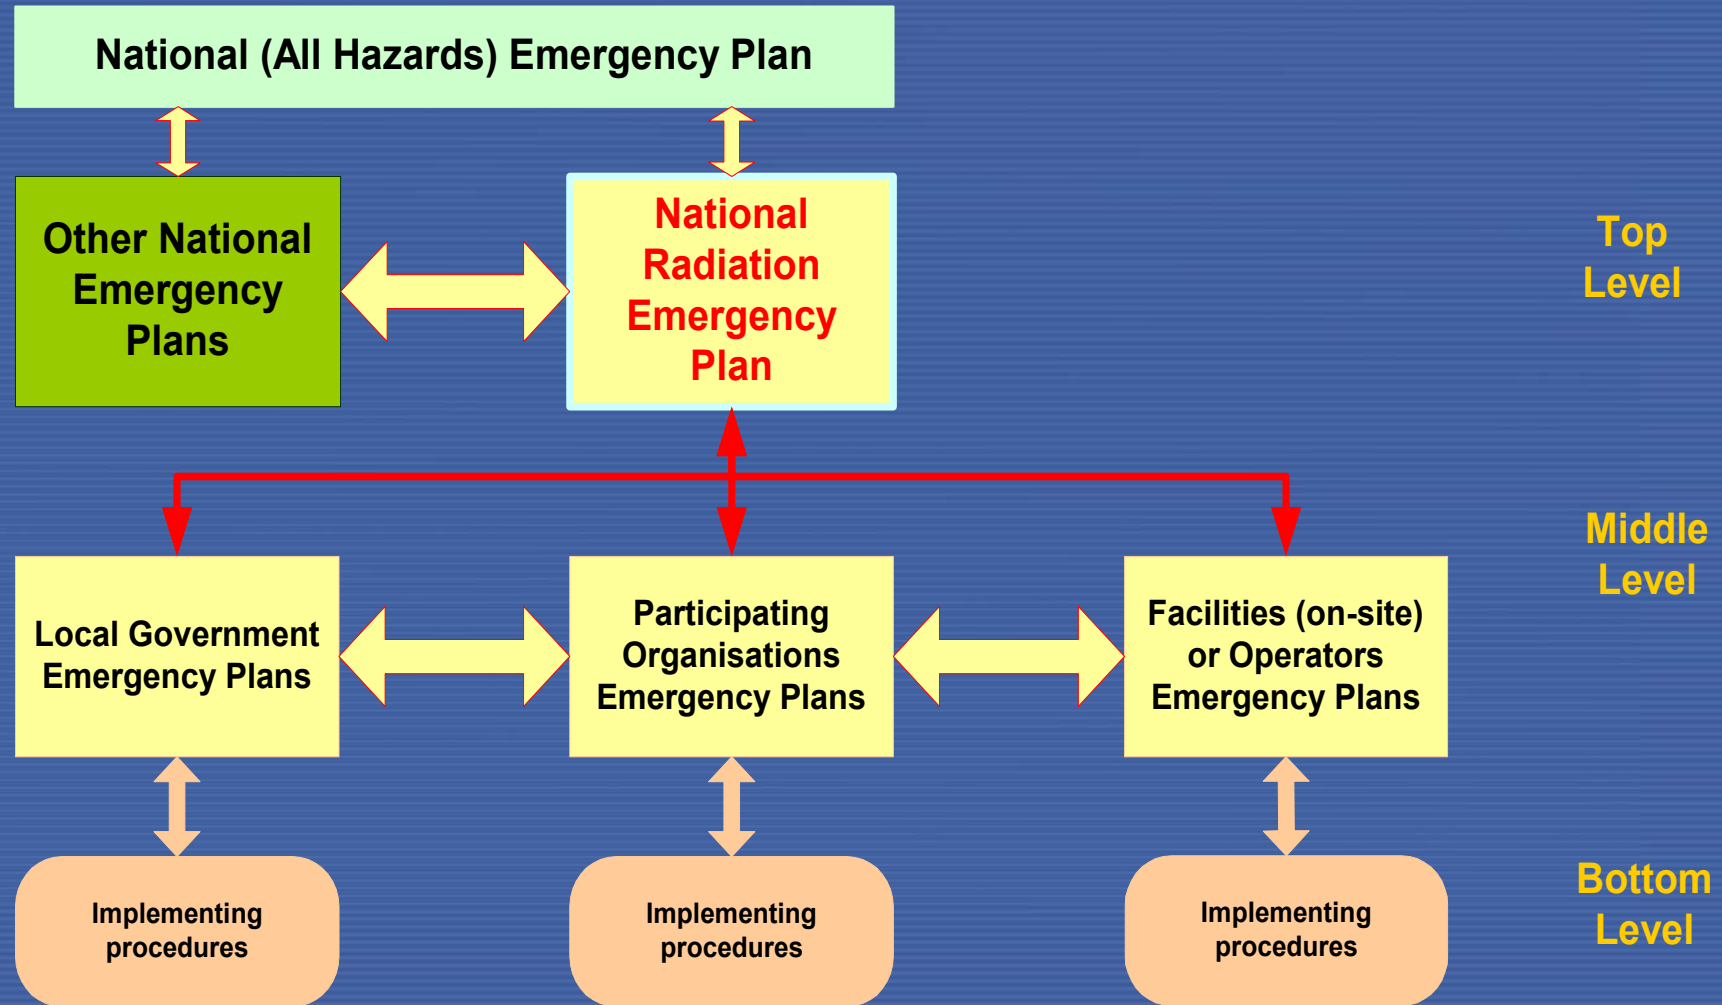 National (All Hazards) Emergency Plan
Other National
Emergency
Plans
National
Radiation
Emergency
Plan
Top
Level
Local Government
Emergency Plans
Participating
Organisations
Emergency Plans
Facilities (on-site)
or Operators
Emergency Plans
Middle
Level
Implementing
procedures
Implementing
procedures
Implementing
procedures
Bottom
Level